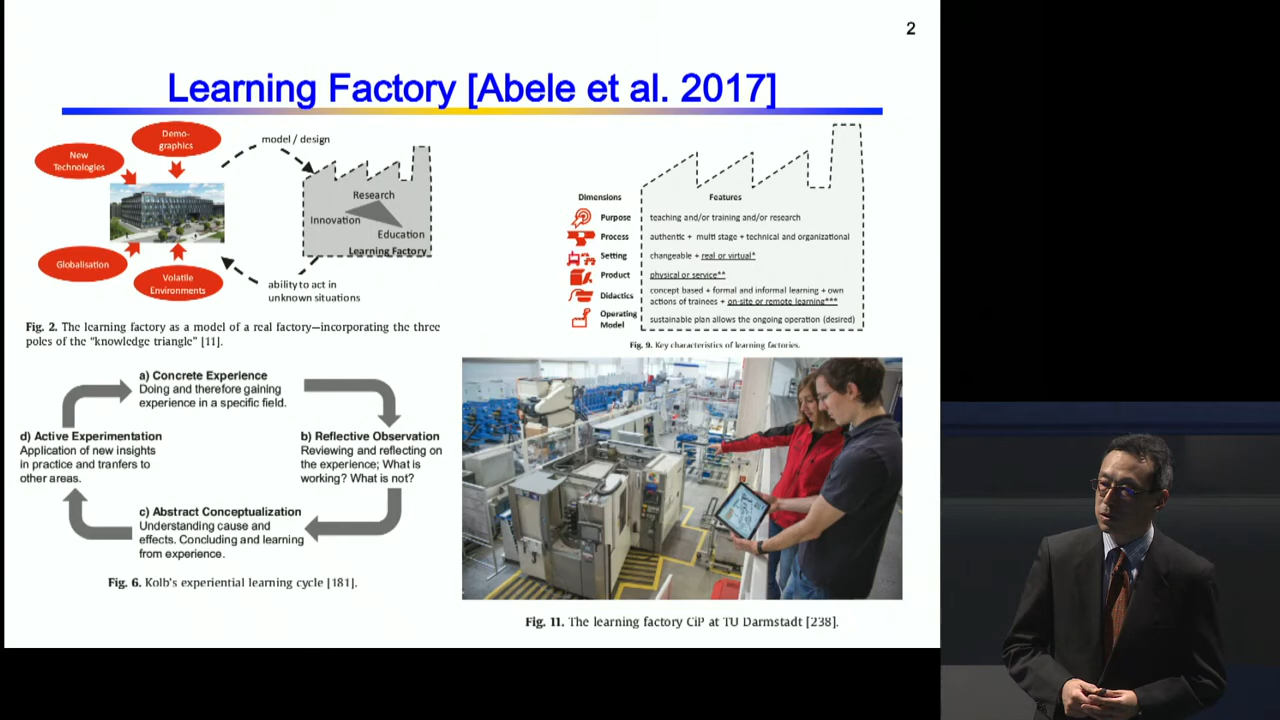 2
Learning Factory [Abele et al. 2017]
Demo-
graphics
New
Technologies
Globalisation
Volatile
Environments
model / design
Research
Innovation
Education
Learning Factory
ability to act in
unknown situations
Fig. 2. The learning factory as a model of a real factory—incorporating the three
poles of the “knowledge triangle” [11].
Dimensions Features
Purpose teaching and/or training and/or research
Process authentic + multi stage + technical and organizational
Setting changeable + real or virtual*
Product physical or service**
Didactics concept based + formal and informal learning + own
actions of trainees + on-site or remote learning***
Operating
Model sustainable plan allows the ongoing operation (desired)
Fig. 9. Key characteristics of learning factories.
a) Concrete Experience
Doing and therefore gaining
experience in a specific field.
b) Reflective Observation
Reviewing and reflecting on
the experience; What is
working? What is not?
c) Abstract Conceptualization
Understanding cause and
effects. Concluding and learning
from experience.
d) Active Experimentation
Application of new insights
in practice and tranfers to
other areas.
Fig. 6. Kolb's experiential learning cycle [181].
Fig. 11. The learning factory CiP at TU Darmstadt [238].